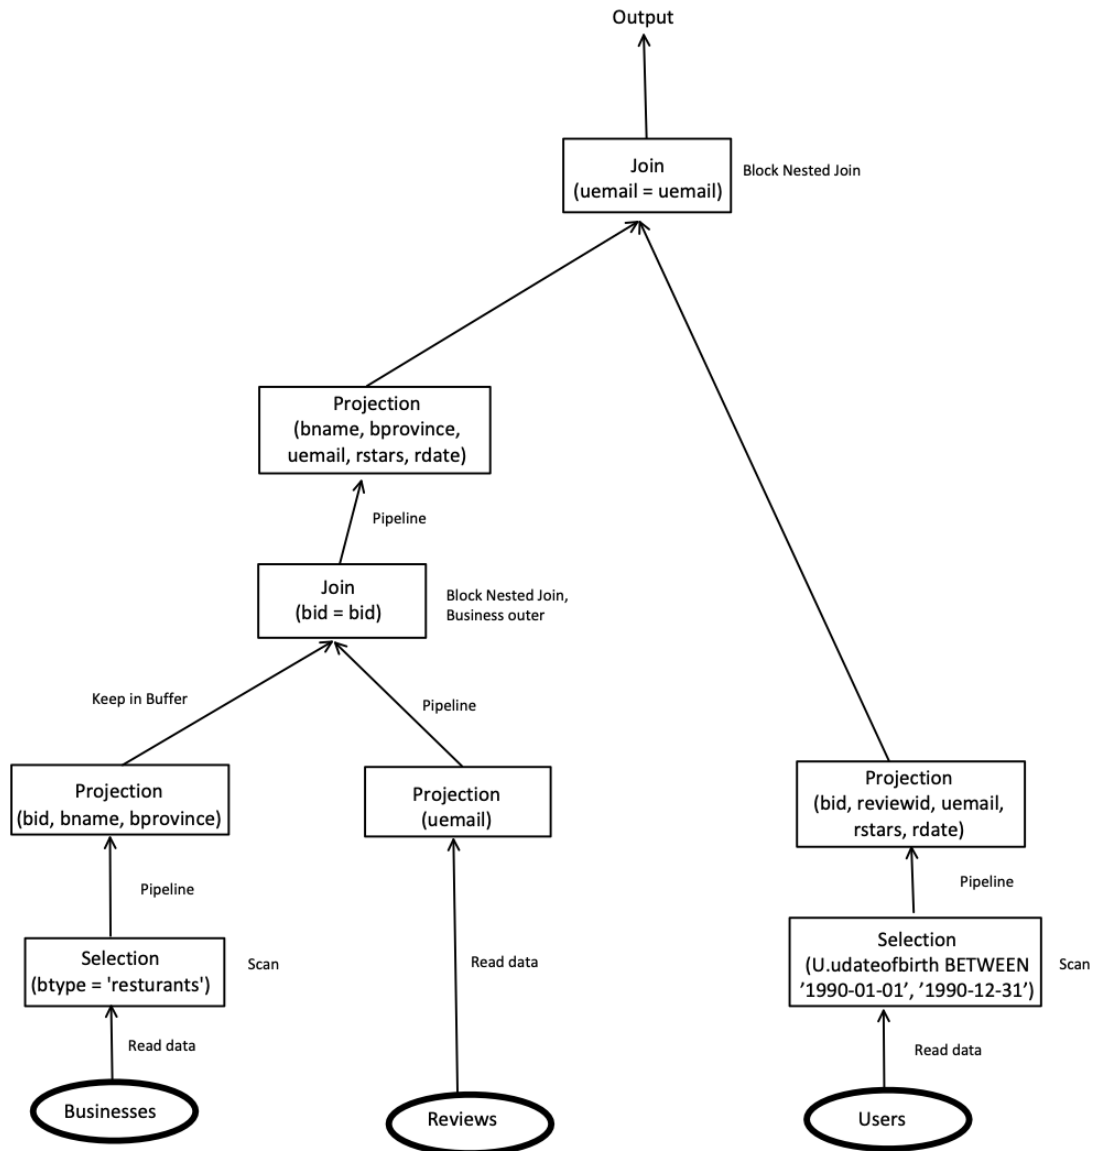 Output
Join
(uemail = uemail)
Block Nested Join
Projection
(bname, bprovince,
uemail, rstars, rdate)
Pipeline
Join
(bid = bid)
Block Nested Join,
Business outer
Keep in Buffer
Pipeline
Projection
(bid, bname, bprovince)
Projection
(uemail)
Projection
(bid, reviewid, uemail,
rstars, rdate)
Pipeline
Pipeline
Selection
(btype = 'resturants')
Scan
Read data
Selection
(U.udateofbirth BETWEEN
’1990-01-01’, ’1990-12-31’)
Scan
Read data
Read data
Businesses
Reviews
Users